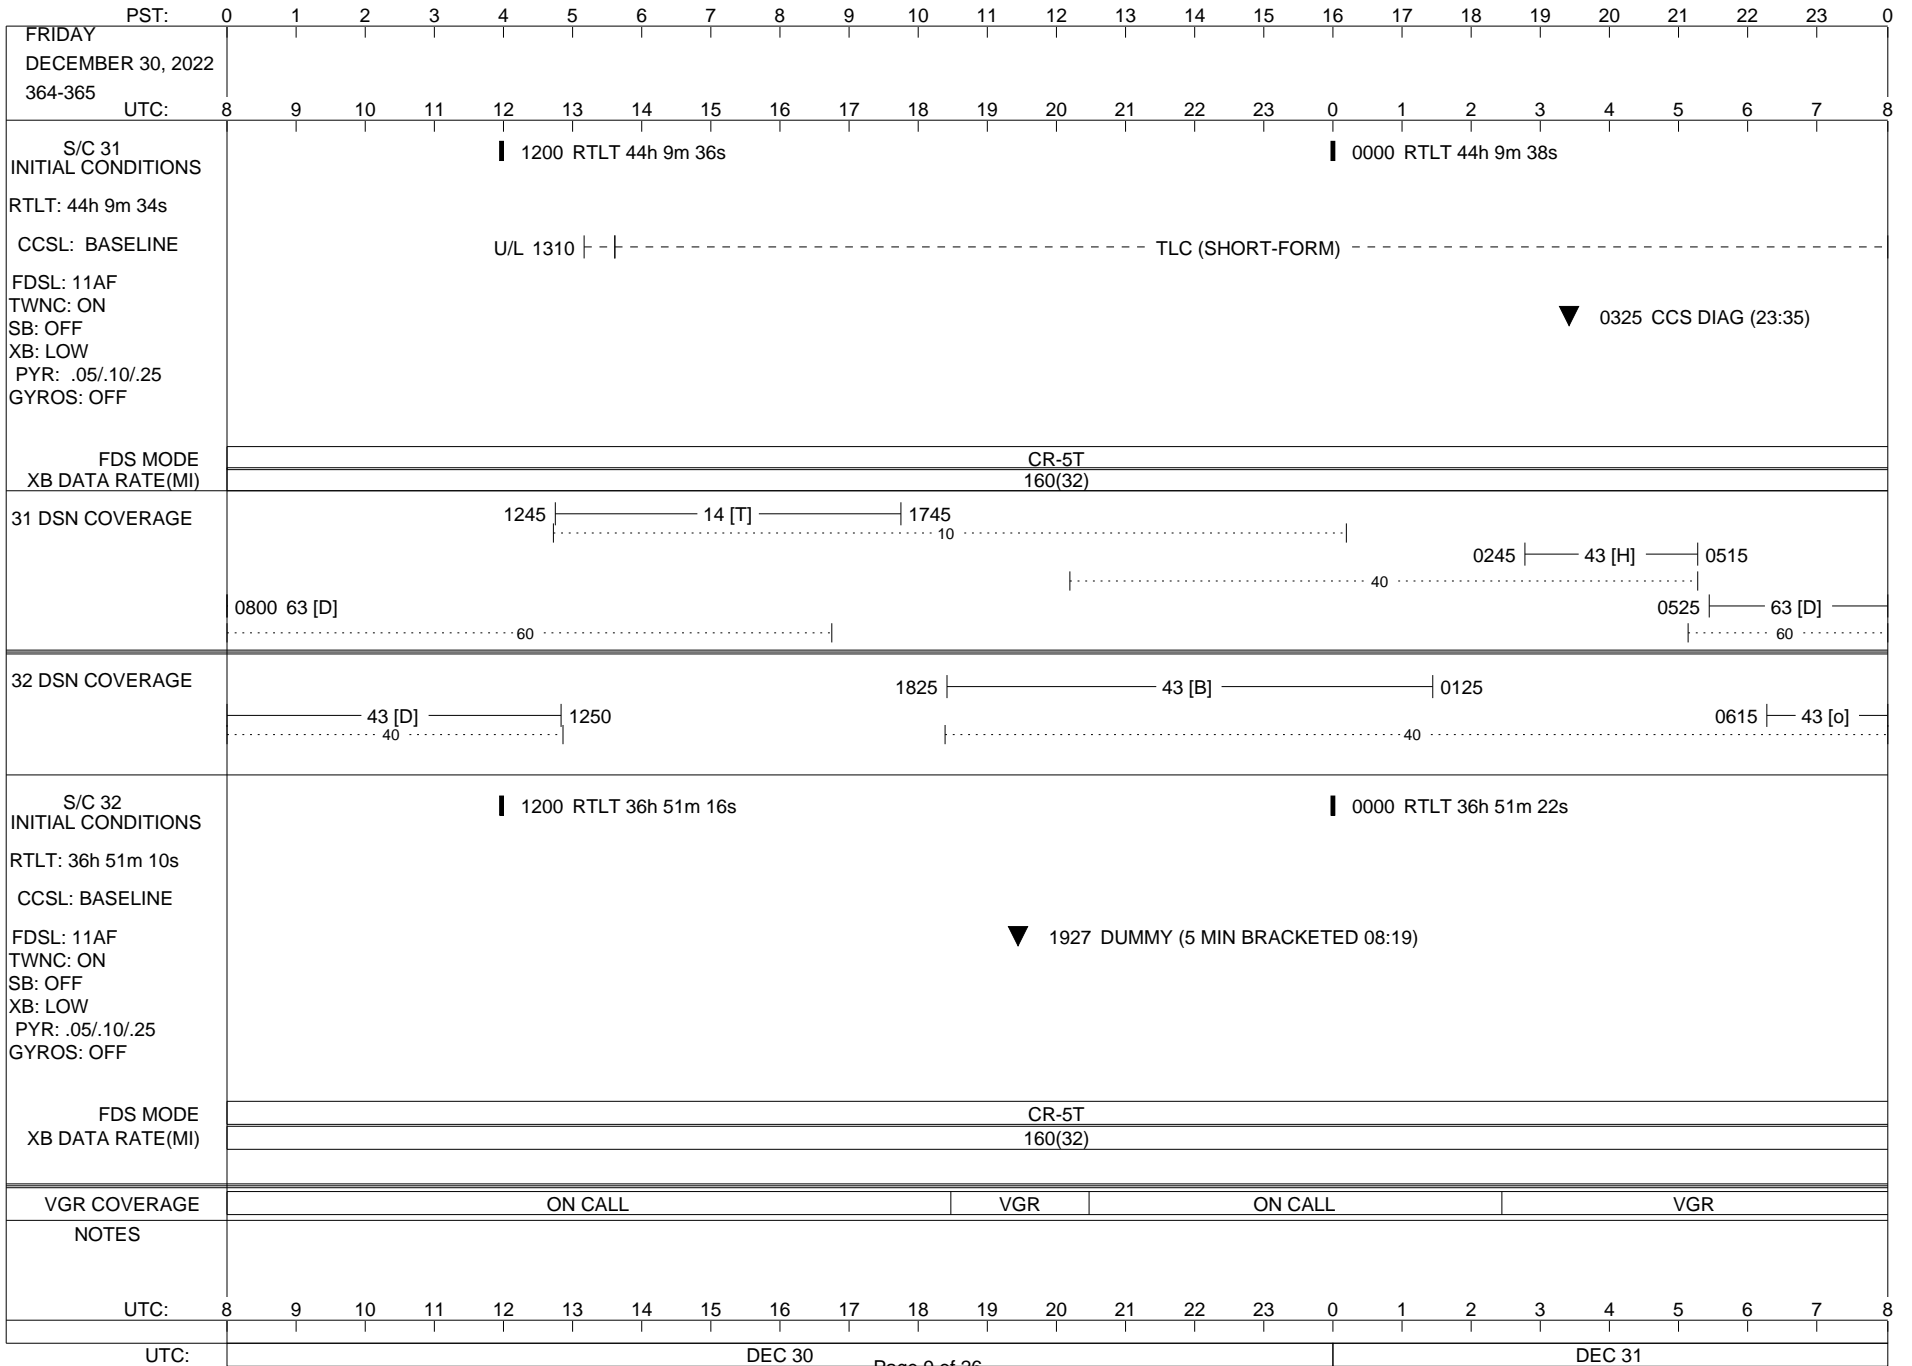 PST: 0 1 2 3 4 5 6 7 8 9 10 11 12 13 14 15 16 17 18 19 20 21 22 23 0
FRIDAY
DECEMBER 30, 2022
364-365
UTC: 8 9 10 11 12 13 14 15 16 17 18 19 20 21 22 23 0 1 2 3 4 5 6 7 8
S/C 31
INITIAL CONDITIONS
1200 RTLT 44h 9m 36s
0000 RTLT 44h 9m 38s
RTLT: 44h 9m 34s
CCSL: BASELINE
U/L 1310
TLC (SHORT-FORM)
FDSL: 11AF
TWNC: ON
SB: OFF
XB: LOW
PYR: .05/.10/.25
GYROS: OFF
0325 CCS DIAG (23:35)
FDS MODE
CR-5T
XB DATA RATE(MI)
160(32)
31 DSN COVERAGE
1245 14 [T] 1745
10
0245 43 [H] 0515
40
0800 63 [D]
0525 63 [D]
60
60
32 DSN COVERAGE
1825 43 [B] 0125
43 [D] 1250
0615 43 [o]
40
40
S/C 32
INITIAL CONDITIONS
1200 RTLT 36h 51m 16s
0000 RTLT 36h 51m 22s
RTLT: 36h 51m 10s
CCSL: BASELINE
FDSL: 11AF
TWNC: ON
SB: OFF
XB: LOW
PYR: .05/.10/.25
GYROS: OFF
1927 DUMMY (5 MIN BRACKETED 08:19)
FDS MODE
CR-5T
XB DATA RATE(MI)
160(32)
VGR COVERAGE
ON CALL VGR ON CALL VGR
NOTES
UTC: 8 9 10 11 12 13 14 15 16 17 18 19 20 21 22 23 0 1 2 3 4 5 6 7 8
UTC: DEC 30 DEC 31
Page 9 of 26